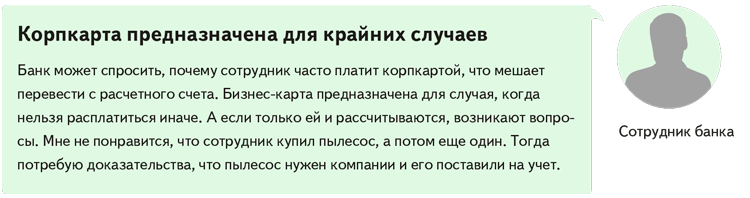 Корпкарта предназначена для крайних случаев
Банк может спросить, почему сотрудник часто платит корпкартой, что мешает
перевести с расчетного счета. Бизнес-карта предназначена для случая, когда
нельзя расплатиться иначе. А если только ей и рассчитываются, возникают вопро-
сы. Мне не понравится, что сотрудник купил пылесос, а потом еще один. Тогда
потребую доказательства, что пылесос нужен компании и его поставили на учет.
Сотрудник банка